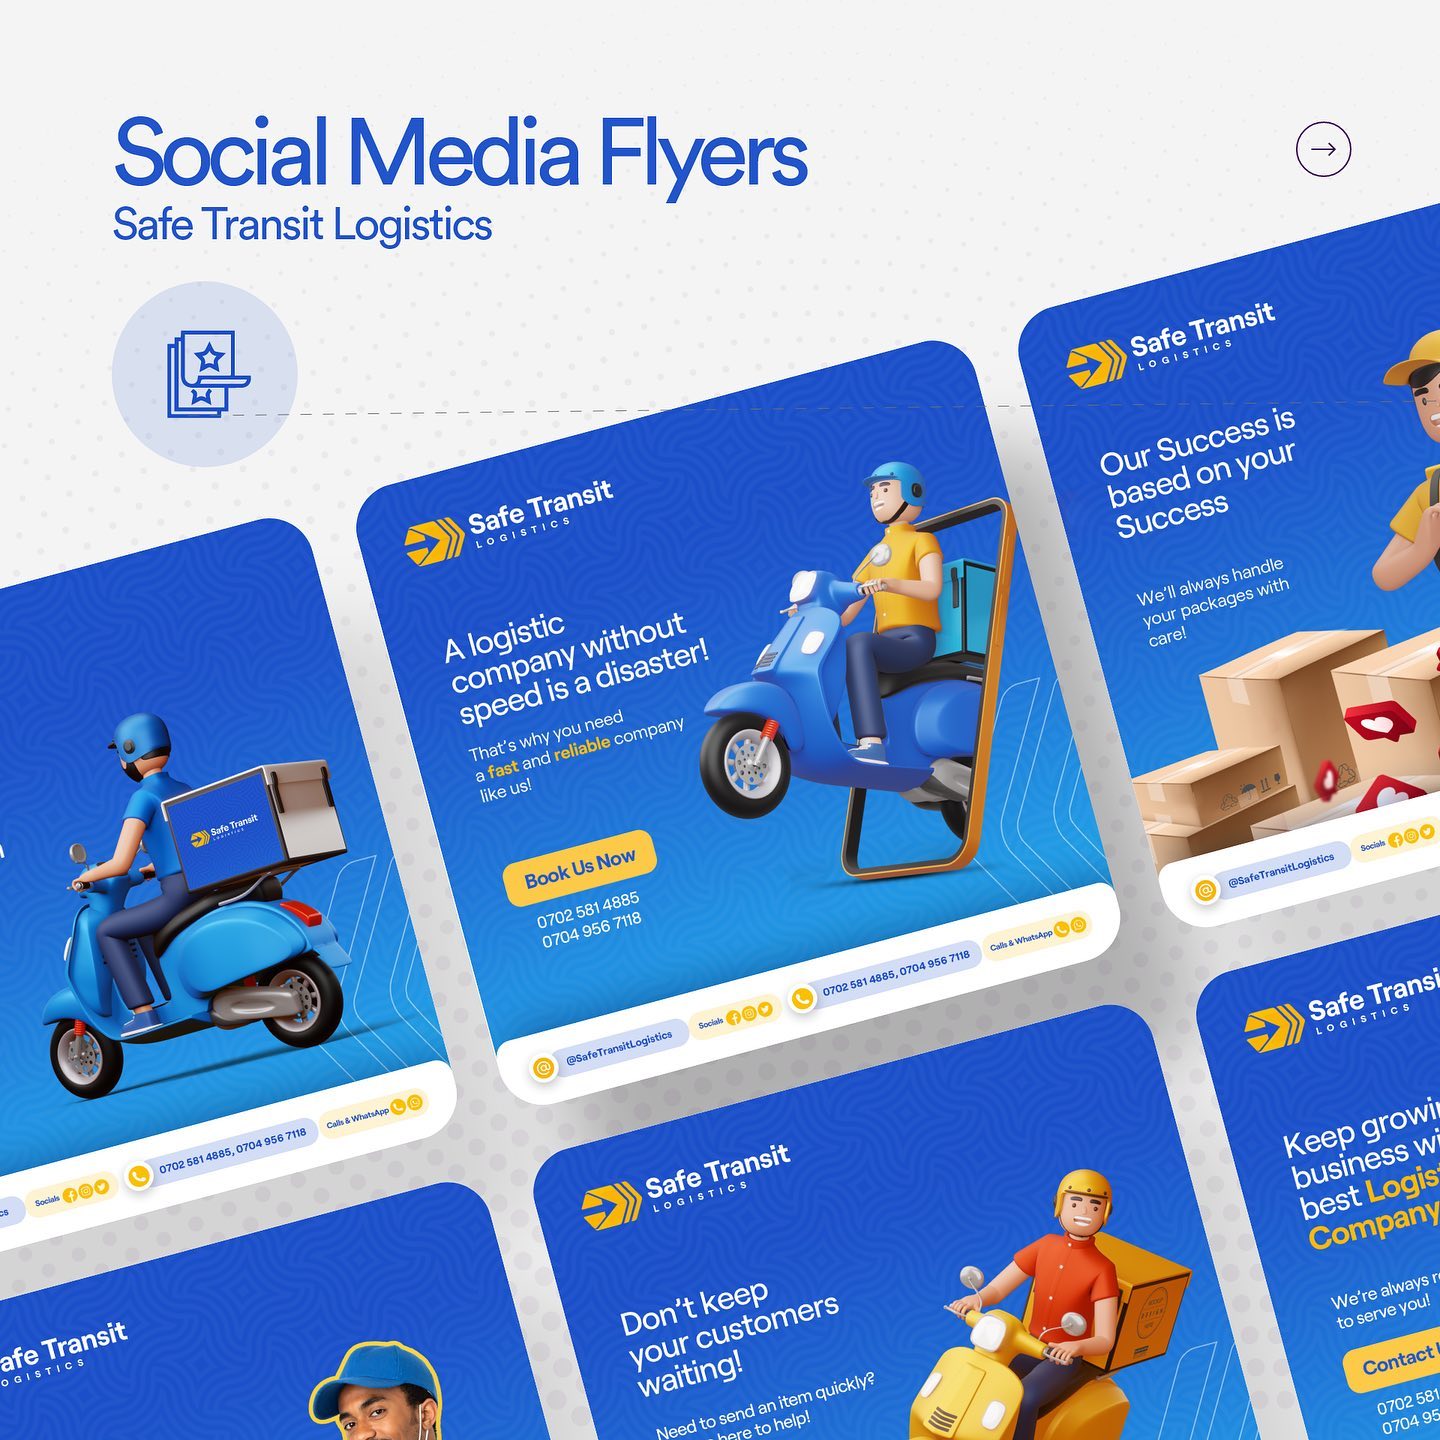 Social Media Flyers
Safe Transit Logistics
Safe Transit
LOGISTICS
Our Success is
based on your
Success
We'll always handle
your packages with
care!
@SafeTransitLogistics
Socials
Safe Transit
LOGISTICS
A logistic
company without
speed is a disaster!
That's why you need
a fast and reliable company
like us!
Book Us Now
0702 581 4885
0704 956 7118
@SafeTransitLogistics
Socials
0702 581 4885, 0704 956 7118
Calls & WhatsApp
Safe Transit
LOGISTICS
Socials
0702 581 4885, 0704 956 7118
Calls & WhatsApp
Safe Transit
LOGISTICS
Keep
business
best
Company
We're always
to serve you!
Contact
0702 581
0704 95
Safe Transit
LOGISTICS
Don't keep
your customers
waiting!
Need to send an item quickly?
here to help!
afe Transit
OGISTICS